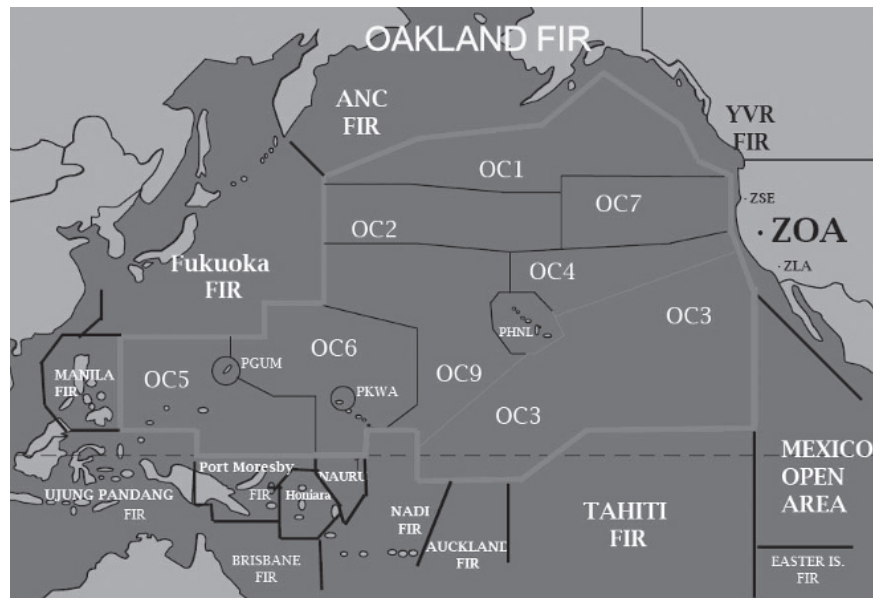 OAKLAND FIR
ANC
FIR
YVR
FIR
OC1
OC7
ZSE
OC2
ZOA
Fukuoka
FIR
OC4
ZLA
OC3
PHNL
OC6
PGUM
MANILA
FIR
OC5
OC9
PKWA
OC3
MEXICO
OPEN
AREA
Port Moresby
FIR
NAURU
UJUNG PANDANG
FIR
Honiara
NADI
FIR
TAHITI
FIR
AUCKLAND
FIR
BRISBANE
FIR
EASTER IS.
FIR